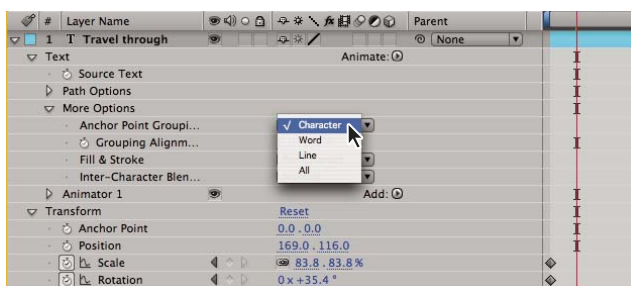 # Layer Name Parent
1 T Travel through None
Text Animate:
Source Text
Path Options
More Options
Anchor Point Groupi... ✓ Character
Word
Grouping Alignm...
Line
Fill & Stroke
All
Inter-Character Blen...
Animator 1 Add:
Transform Reset
Anchor Point 0.0 , 0.0
Position 169.0 , 116.0
Scale 83.8 , 83.8 %
Rotation 0 x +35.4 °